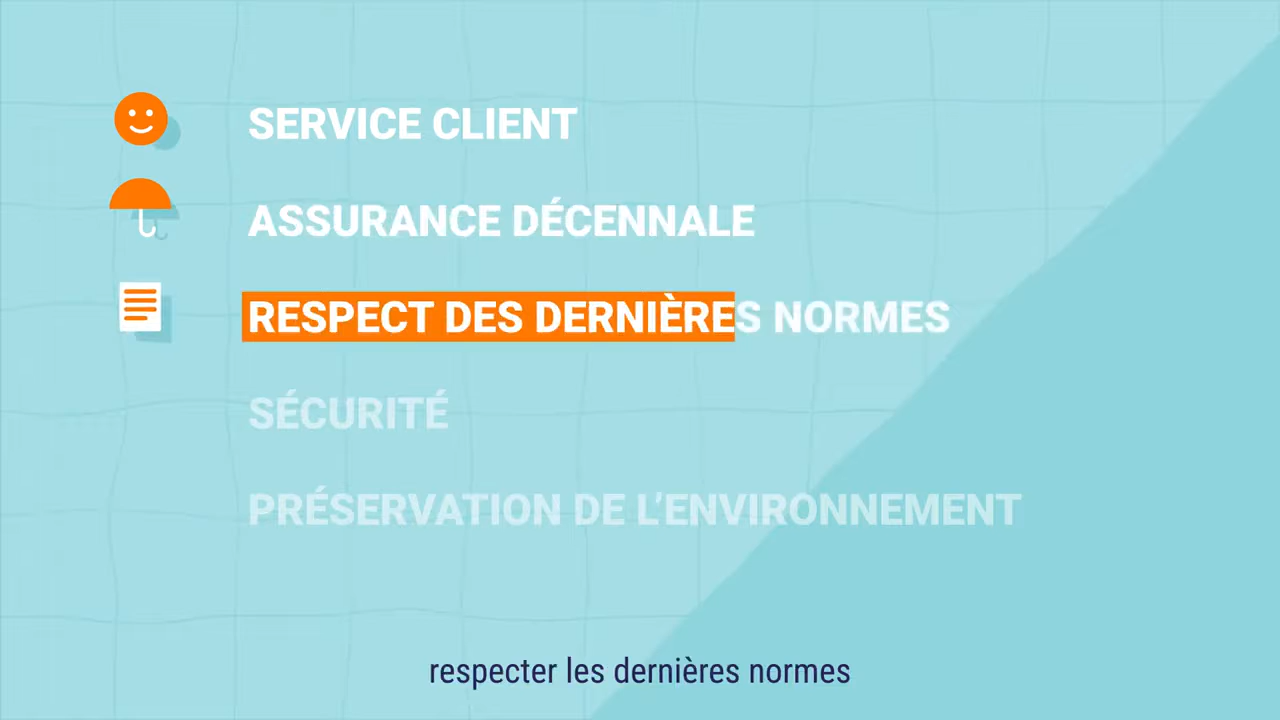 SERVICE CLIENT
ASSURANCE DÉCENNALE
RESPECT DES DERNIÈRES NORMES
SÉCURITÉ
PRÉSERVATION DE L’ENVIRONNEMENT
respecter les dernières normes